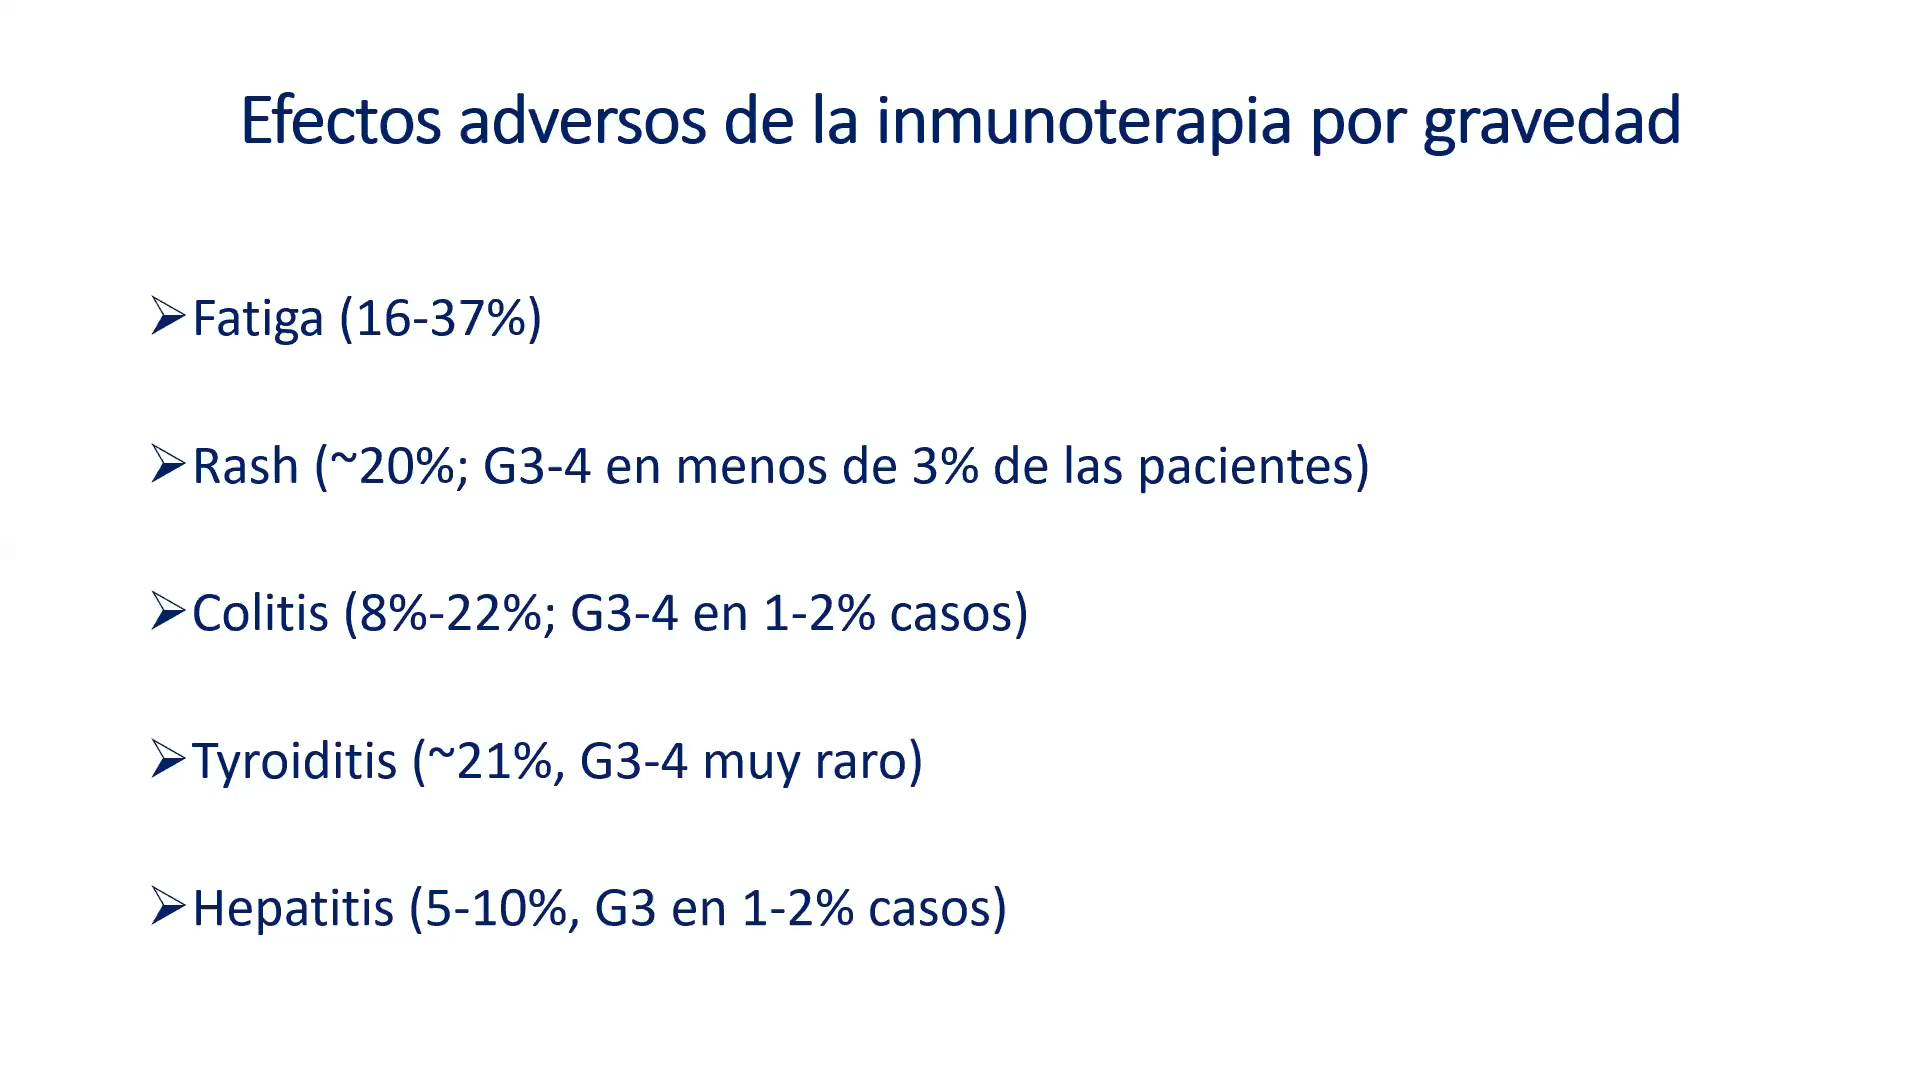 Efectos adversos de la inmunoterapia por gravedad
➢Fatiga (16-37%)
➢Rash (~20%; G3-4 en menos de 3% de las pacientes)
➢Colitis (8%-22%; G3-4 en 1-2% casos)
➢Tyroiditis (~21%, G3-4 muy raro)
➢Hepatitis (5-10%, G3 en 1-2% casos)